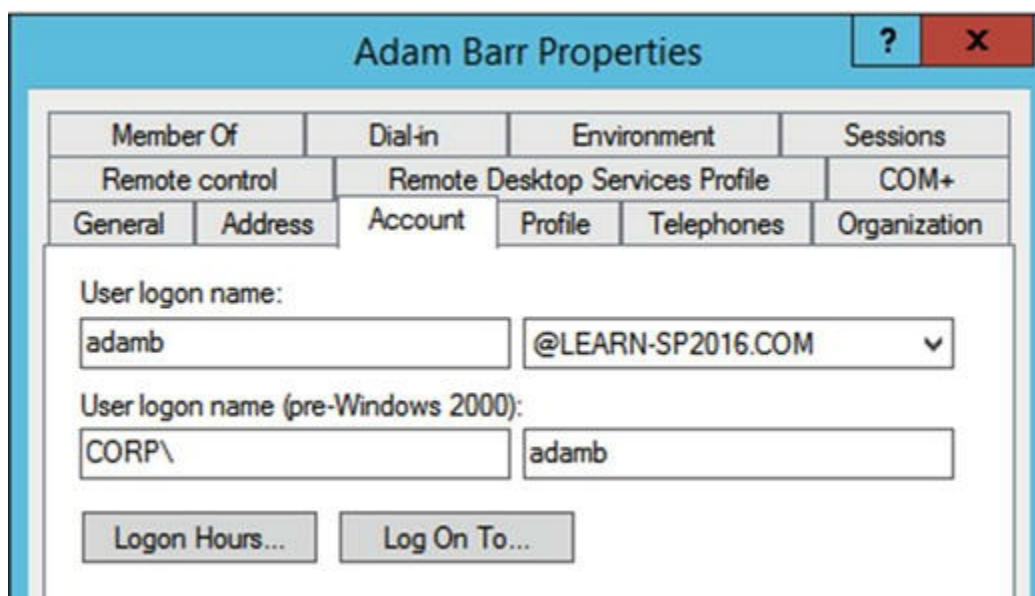 Adam Barr Properties ? x
Member Of Dial-in Environment Sessions
Remote control Remote Desktop Services Profile COM+
General Address Account Profile Telephones Organization
User logon name:
adamb @LEARN-SP2016.COM
User logon name (pre-Windows 2000):
CORP\ adamb
Logon Hours... Log On To...